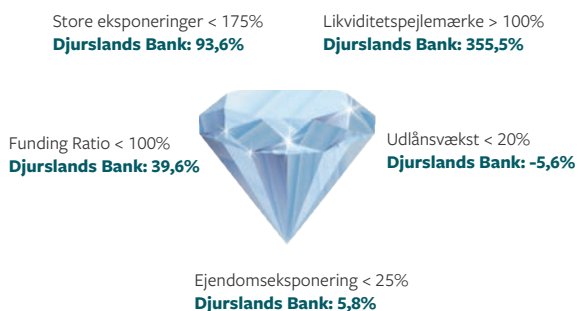 Store eksponeringer < 175%
Djurslands Bank: 93,6%
Likviditetspejlemærke > 100%
Djurslands Bank: 355,5%
Funding Ratio < 100%
Djurslands Bank: 39,6%
Udlånsvækst < 20%
Djurslands Bank: -5,6%
Ejendomseksponering < 25%
Djurslands Bank: 5,8%